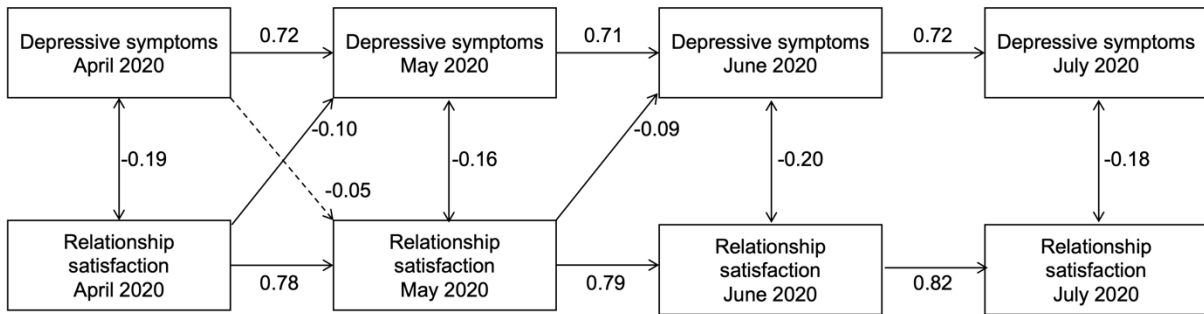 Depressive symptoms
April 2020
0.72
Depressive symptoms
May 2020
0.71
Depressive symptoms
June 2020
0.72
Depressive symptoms
July 2020
-0.19
-0.10
-0.05
-0.16
-0.09
-0.20
-0.18
Relationship
satisfaction
April 2020
0.78
Relationship
satisfaction
May 2020
0.79
Relationship
satisfaction
June 2020
0.82
Relationship
satisfaction
July 2020